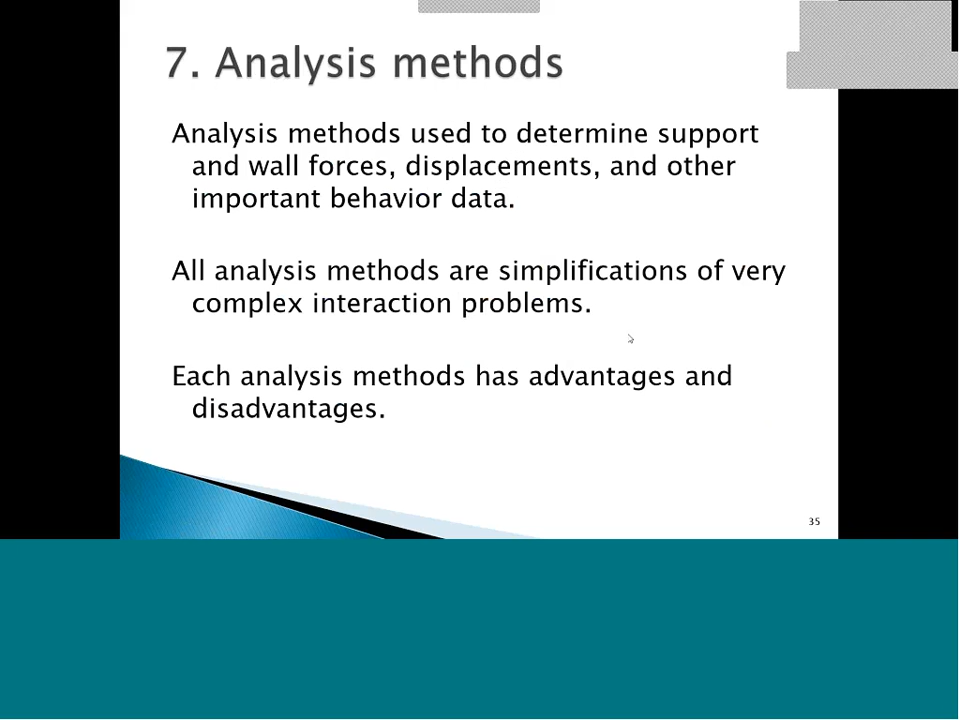 7. Analysis methods
Analysis methods used to determine support
and wall forces, displacements, and other
important behavior data.
All analysis methods are simplifications of very
complex interaction problems.
Each analysis methods has advantages and
disadvantages.
35